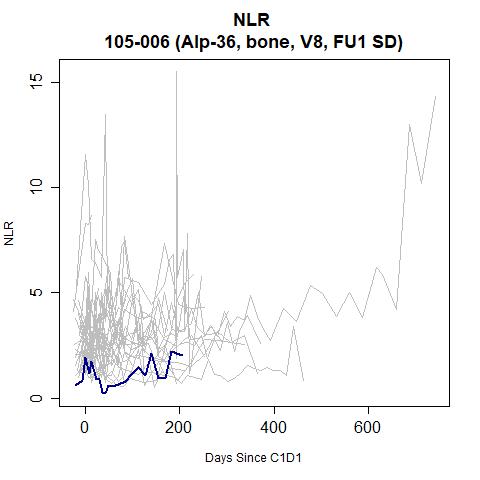 NLR
105-006 (Alp-36, bone, V8, FU1 SD)
15
10
5
0
NLR
0 200 400 600
Days Since C1D1